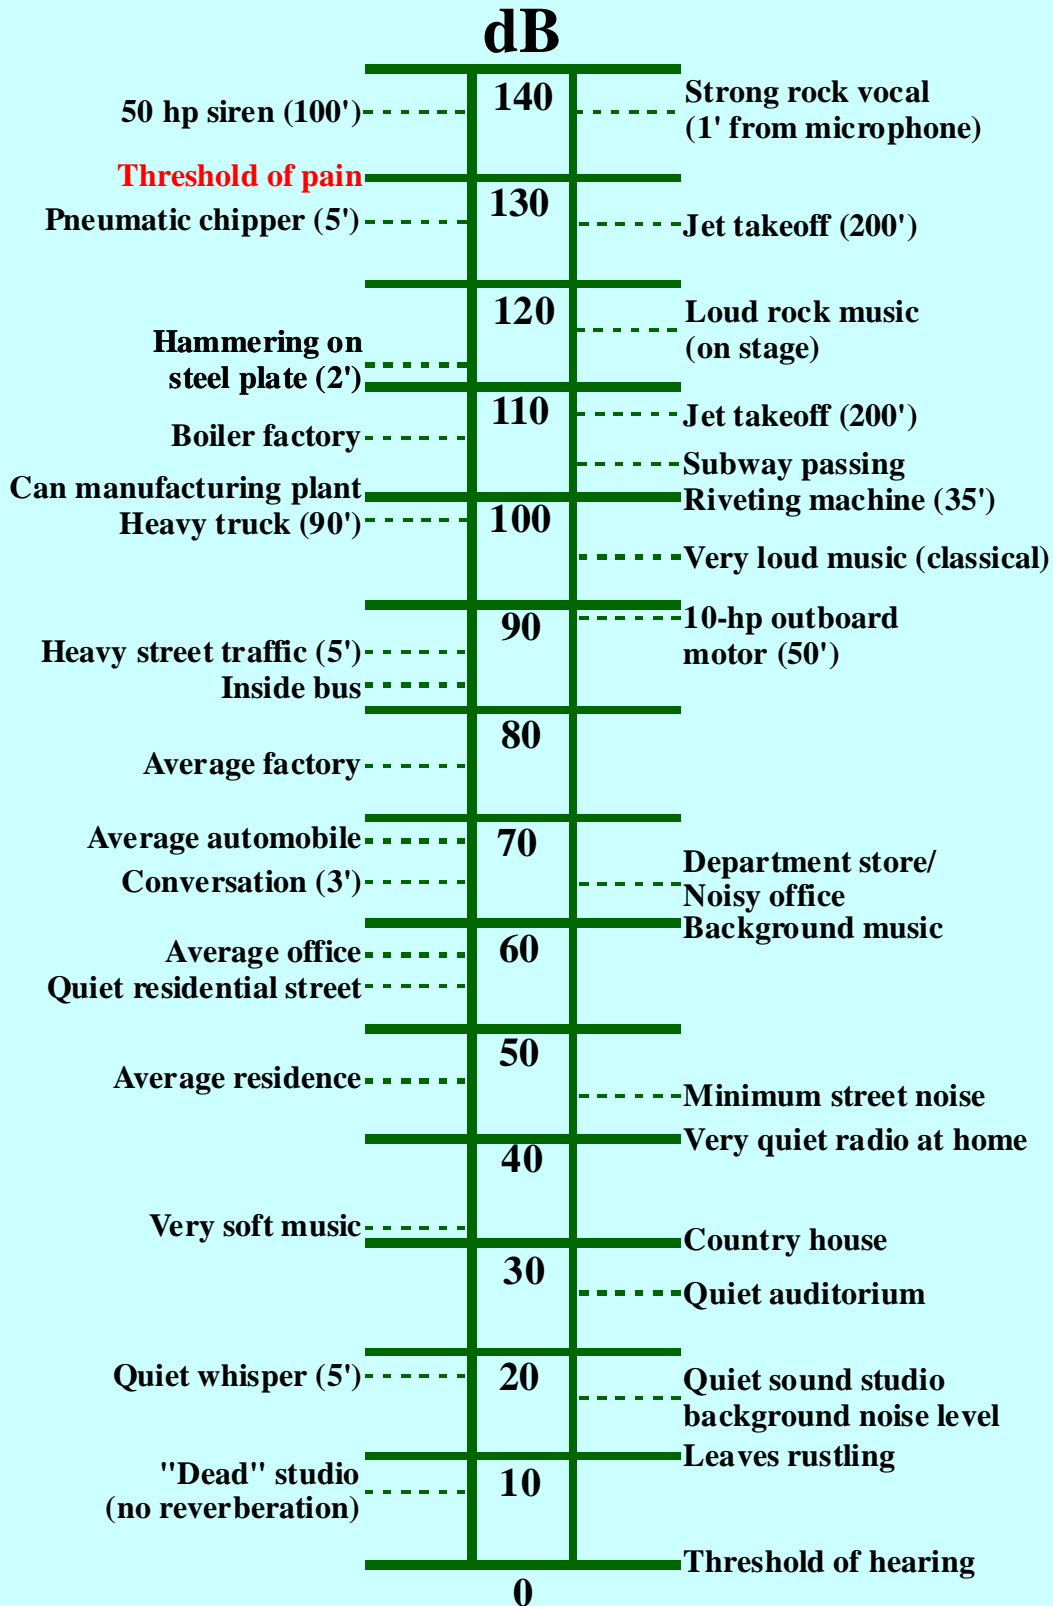 dB
140
50 hp siren (100')
Strong rock vocal
(1' from microphone)
Threshold of pain
130
Pneumatic chipper (5')
Jet takeoff (200')
120
Loud rock music
(on stage)
Hammering on
steel plate (2')
110
Jet takeoff (200')
Boiler factory
Subway passing
Can manufacturing plant
Riveting machine (35')
Heavy truck (90')
100
Very loud music (classical)
90
10-hp outboard
motor (50')
Heavy street traffic (5')
Inside bus
80
Average factory
Average automobile
70
Conversation (3')
Department store/
Noisy office
Background music
60
Average office
Quiet residential street
50
Average residence
Minimum street noise
Very quiet radio at home
40
Very soft music
Country house
30
Quiet auditorium
Quiet whisper (5')
20
Quiet sound studio
background noise level
Leaves rustling
"Dead" studio
(no reverberation)
10
Threshold of hearing
0